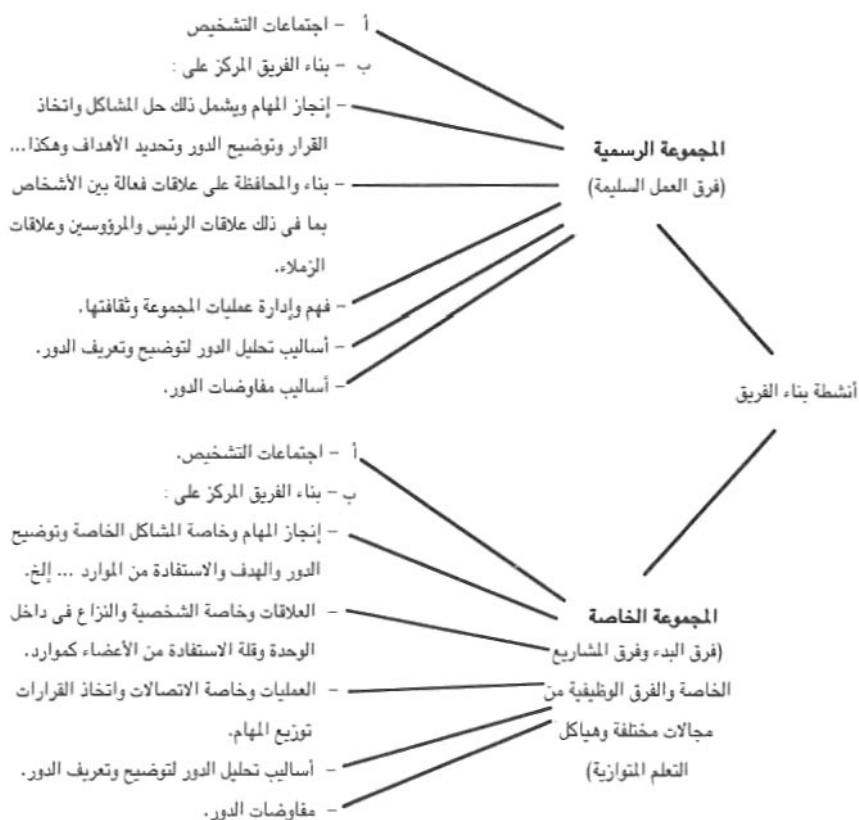 أنشطة بناء الفريق
المجموعة الرسمية
(فرق العمل السليمة)
أ - اجتماعات التشخيص
ب - بناء الفريق المركز على :
- إنجاز المهام ويشمل ذلك حل المشاكل واتخاذ
القرار وتوضيح الدور وتحديد الأهداف وهكذا...
- بناء والمحافظة على علاقات فعالة بين الأشخاص
بما فى ذلك علاقات الرئيس والمرؤوسين وعلاقات
الزملاء.
- فهم وإدارة عمليات المجموعة وثقافتها.
- أساليب تحليل الدور لتوضيح وتعريف الدور.
- أساليب مفاوضات الدور.
المجموعة الخاصة
(فرق البدء وفرق المشاريع
الخاصة والفرق الوظيفية من
مجالات مختلفة وهياكل
التعلم المتوازية)
أ - اجتماعات التشخيص.
ب - بناء الفريق المركز على :
- إنجاز المهام وخاصة المشاكل الخاصة وتوضيح
الدور والهدف والاستفادة من الموارد ... إلخ.
- العلاقات وخاصة الشخصية والنزاع فى داخل
الوحدة وقلة الاستفادة من الأعضاء كموارد.
- العمليات وخاصة الاتصالات واتخاذ القرارات
توزيع المهام.
- أساليب تحليل الدور لتوضيح وتعريف الدور.
- مفاوضات الدور.